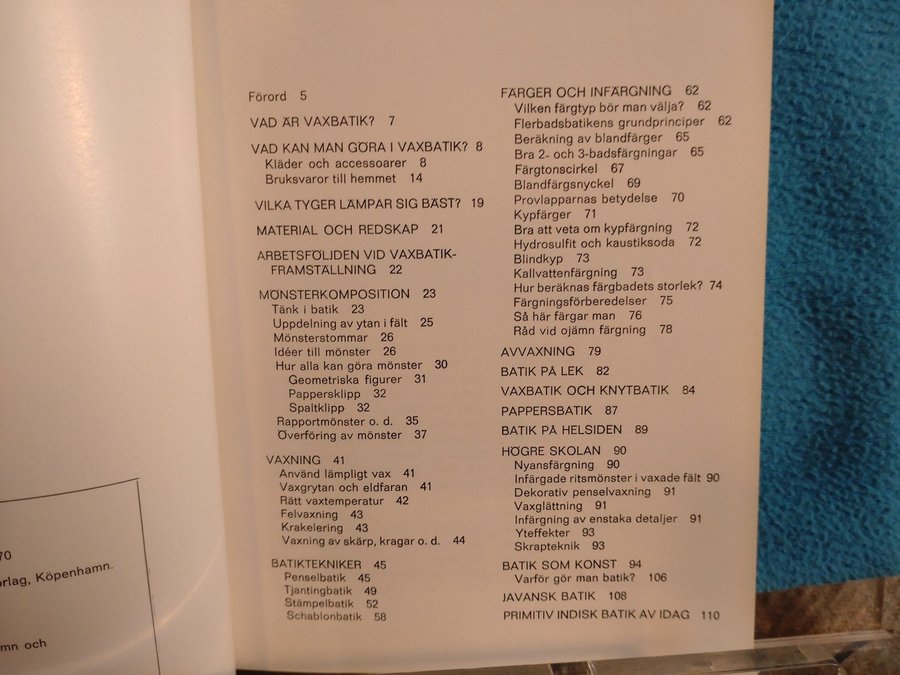 70
rlag, Köpenhamn.
mn och
Förord 5
VAD ÄR VAXBATIK? 7
VAD KAN MAN GÖRA I VAXBATIK? 8
Kläder och accessoarer 8
Bruksvaror till hemmet 14
VILKA TYGER LÄMPAR SIG BÄST? 19
MATERIAL OCH REDSKAP 21
ARBETSFÖLJDEN VID VAXBATIK-
FRAMSTÄLLNING 22
MÖNSTERKOMPOSITION 23
Tänk i batik 23
Uppdelning av ytan i fält 25
Mönsterstommar 26
Idéer till mönster 26
Hur alla kan göra mönster 30
Geometriska figurer 31
Pappersklipp 32
Spaltklipp 32
Rapportmönster o. d. 35
Överföring av mönster 37
VAXNING 41
Använd lämpligt vax 41
Vaxgrytan och eldfaran 41
Rätt vaxtemperatur 42
Felvaxning 43
Krakelering 43
Vaxning av skärp, kragar o. d. 44
BATIKTEKNIKER 45
Penselbatik 45
Tjantingbatik 49
Stämpelbatik 52
Schablonbatik 58
FÄRGER OCH INFÄRGNING 62
Vilken färgtyp bör man välja? 62
Flerbadsbatikens grundprinciper 62
Beräkning av blandfärger 65
Bra 2- och 3-badsfärgningar 65
Färgtonscirkel 67
Blandfärgsnyckel 69
Provlapparnas betydelse 70
Kypfärger 71
Bra att veta om kypfärgning 72
Hydrosulfit och kaustiksoda 72
Blindkyp 73
Kallvattenfärgning 73
Hur beräknas färgbadets storlek? 74
Färgningsförberedelser 75
Så här färgar man 76
Råd vid ojämn färgning 78
AVVAXNING 79
BATIK PÅ LEK 82
VAXBATIK OCH KNYTBATIK 84
PAPPERSBATIK 87
BATIK PÅ HELSIDEN 89
HÖGRE SKOLAN 90
Nyansfärgning 90
Infärgade ritsmönster i vaxade fält 90
Dekorativ penselvaxning 91
Vaxglättning 91
Infärgning av enstaka detaljer 91
Yteffekter 93
Skrapteknik 93
BATIK SOM KONST 94
Varför gör man batik? 106
JAVANSK BATIK 108
PRIMITIV INDISK BATIK AV IDAG 110